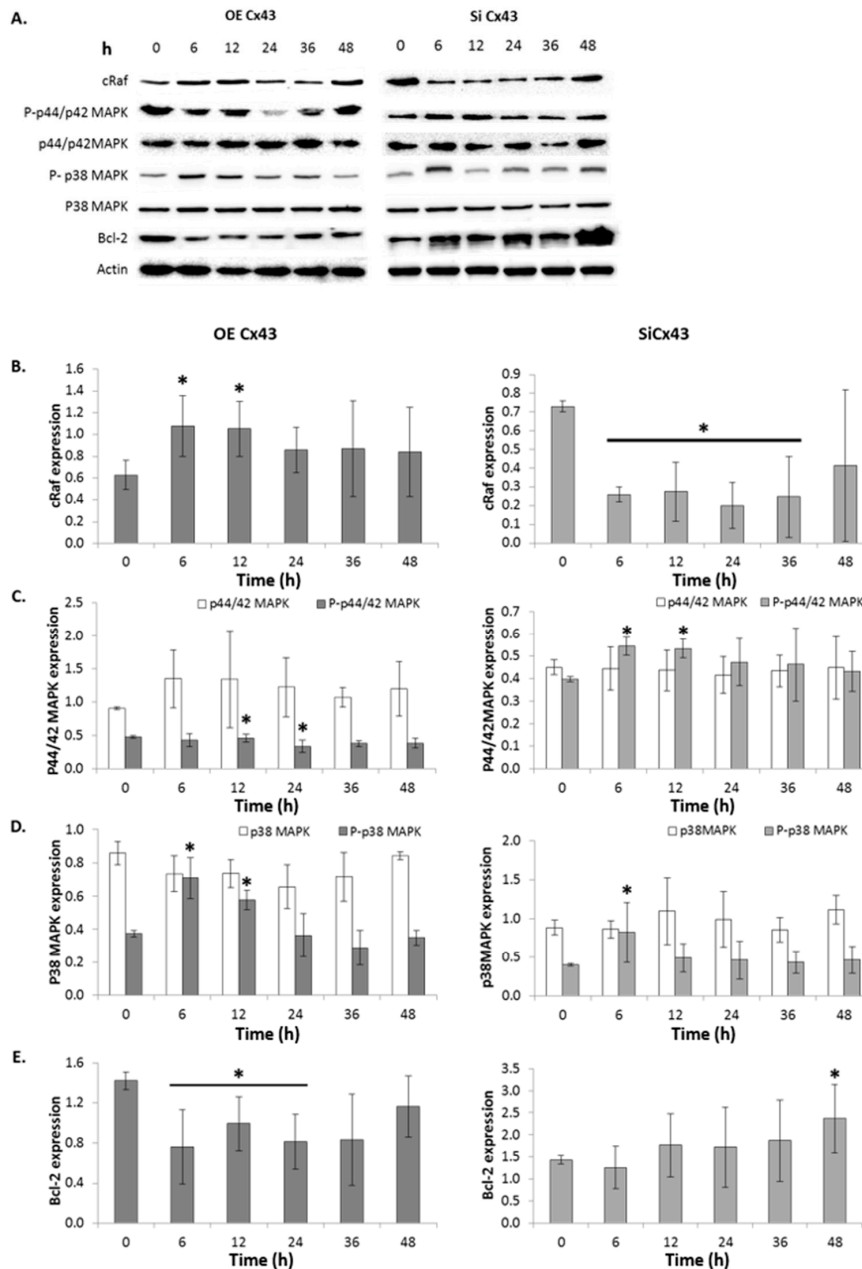 A.
OE Cx43 Si Cx43
h 0 6 12 24 36 48 0 6 12 24 36 48
cRaf
P-p44/p42 MAPK
p44/p42MAPK
P- p38 MAPK
P38 MAPK
Bcl-2
Actin
OE Cx43 SiCx43
B.
cRaf expression
1.6
1.4
1.2
1.0
0.8
0.6
0.4
0.2
0.0
* *
0 6 12 24 36 48
Time (h)
cRaf expression
0.9
0.8
0.7
0.6
0.5
0.4
0.3
0.2
0.1
0.0
*
0 6 12 24 36 48
Time (h)
C.
p44/42 MAPK P-p44/42 MAPK
P44/42 MAPK expression
2.5
2.0
1.5
1.0
0.5
0.0
* *
0 6 12 24 36 48
Time (h)
p44/42 MAPK P-p44/42 MAPK
P44/42MAPK expression
0.7
0.6
0.5
0.4
0.3
0.2
0.1
0.0
* *
0 6 12 24 36 48
Time (h)
D.
p38 MAPK P-p38 MAPK
P38 MAPK expression
1.0
0.8
0.6
0.4
0.2
0.0
* *
0 6 12 24 36 48
Time (h)
p38MAPK P-p38 MAPK
p38MAPK expression
2.0
1.5
1.0
0.5
0.0
*
0 6 12 24 36 48
Time (h)
E.
Bcl-2 expression
1.6
1.2
0.8
0.4
0.0
*
0 6 12 24 36 48
Time (h)
Bcl-2 expression
3.5
3.0
2.5
2.0
1.5
1.0
0.5
0.0
*
0 6 12 24 36 48
Time (h)